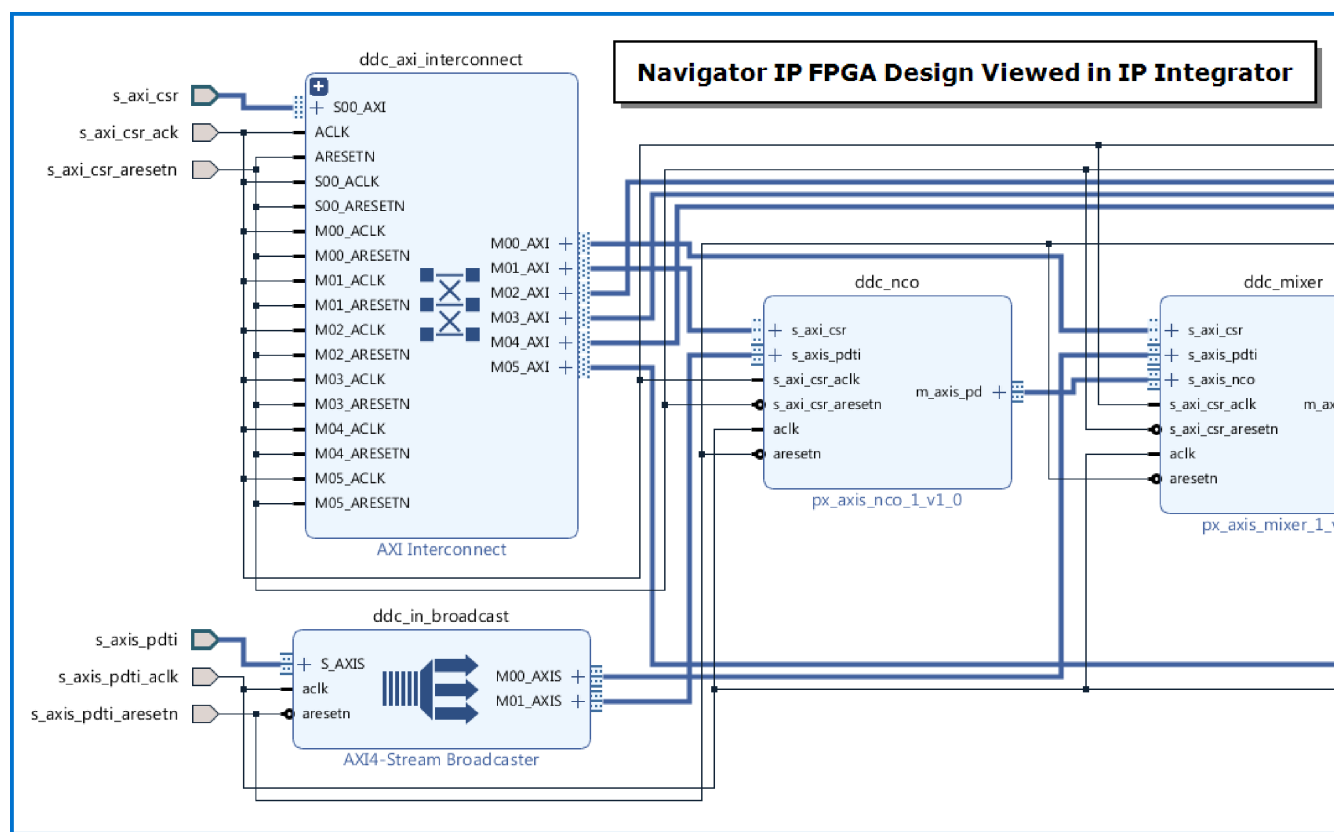 Navigator IP FPGA Design Viewed in IP Integrator
ddc_axi_interconnect
s_axi_csr
s_axi_csr_ack
s_axi_csr_aresetn
S00_AXI
ACLK
ARESETN
S00_ACLK
S00_ARESETN
M00_ACLK
M00_ARESETN
M01_ACLK
M01_ARESETN
M02_ACLK
M02_ARESETN
M03_ACLK
M03_ARESETN
M04_ACLK
M04_ARESETN
M05_ACLK
M05_ARESETN
M00_AXI
M01_AXI
M02_AXI
M03_AXI
M04_AXI
M05_AXI
AXI Interconnect
ddc_nco
s_axi_csr
s_axis_pdti
s_axi_csr_aclk
s_axi_csr_aresetn
aclk
aresetn
m_axis_pd
px_axis_nco_1_v1_0
ddc_mixer
s_axi_csr
s_axis_pdti
s_axis_nco
s_axi_csr_aclk
s_axi_csr_aresetn
aclk
aresetn
m_ax
px_axis_mixer_1_v
ddc_in_broadcast
s_axis_pdti
s_axis_pdti_aclk
s_axis_pdti_aresetn
S_AXIS
aclk
aresetn
M00_AXIS
M01_AXIS
AXI4-Stream Broadcaster